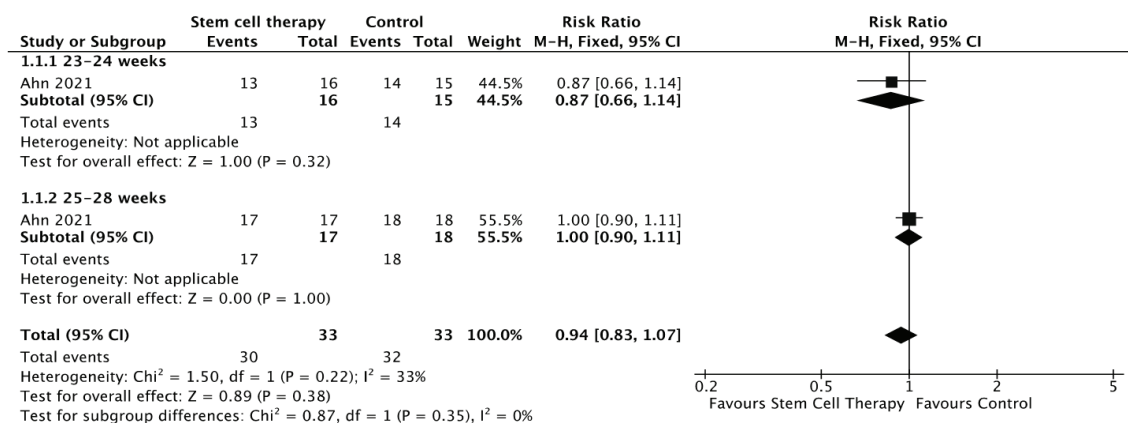 Stem cell therapy Control Risk Ratio Risk Ratio
Study or Subgroup Events Total Events Total Weight M-H, Fixed, 95% CI M-H, Fixed, 95% CI
1.1.1 23–24 weeks
Ahn 2021 13 16 14 15 44.5% 0.87 [0.66, 1.14]
Subtotal (95% CI) 16 15 44.5% 0.87 [0.66, 1.14]
Total events 13 14
Heterogeneity: Not applicable
Test for overall effect: Z = 1.00 (P = 0.32)
1.1.2 25–28 weeks
Ahn 2021 17 17 18 18 55.5% 1.00 [0.90, 1.11]
Subtotal (95% CI) 17 18 55.5% 1.00 [0.90, 1.11]
Total events 17 18
Heterogeneity: Not applicable
Test for overall effect: Z = 0.00 (P = 1.00)
Total (95% CI) 33 33 100.0% 0.94 [0.83, 1.07]
Total events 30 32
Heterogeneity: Chi² = 1.50, df = 1 (P = 0.22); I² = 33%
Test for overall effect: Z = 0.89 (P = 0.38)
Test for subgroup differences: Chi² = 0.87, df = 1 (P = 0.35), I² = 0%
0.2 0.5 1 2 5
Favours Stem Cell Therapy Favours Control